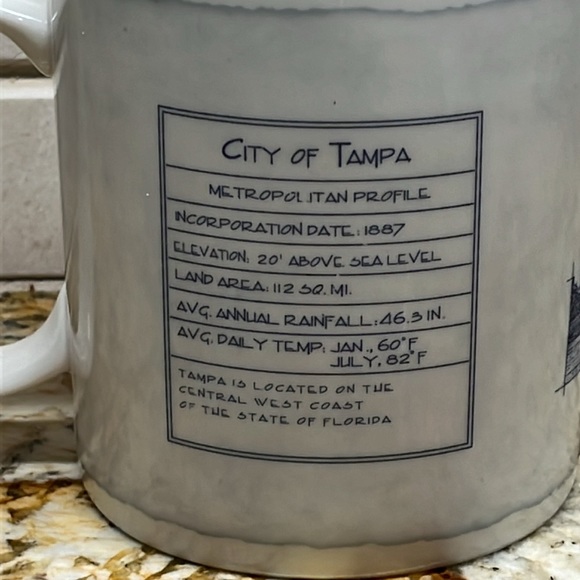 CITY OF TAMPA
METROPOLITAN PROFILE
INCORPORATION DATE: 1887
ELEVATION: 20' ABOVE SEA LEVEL
LAND AREA: 112 SQ. MI.
AVG. ANNUAL RAINFALL: 46.3 IN.
AVG. DAILY TEMP: JAN., 60°F
JULY, 82°F
TAMPA IS LOCATED ON THE
CENTRAL WEST COAST
OF THE STATE OF FLORIDA